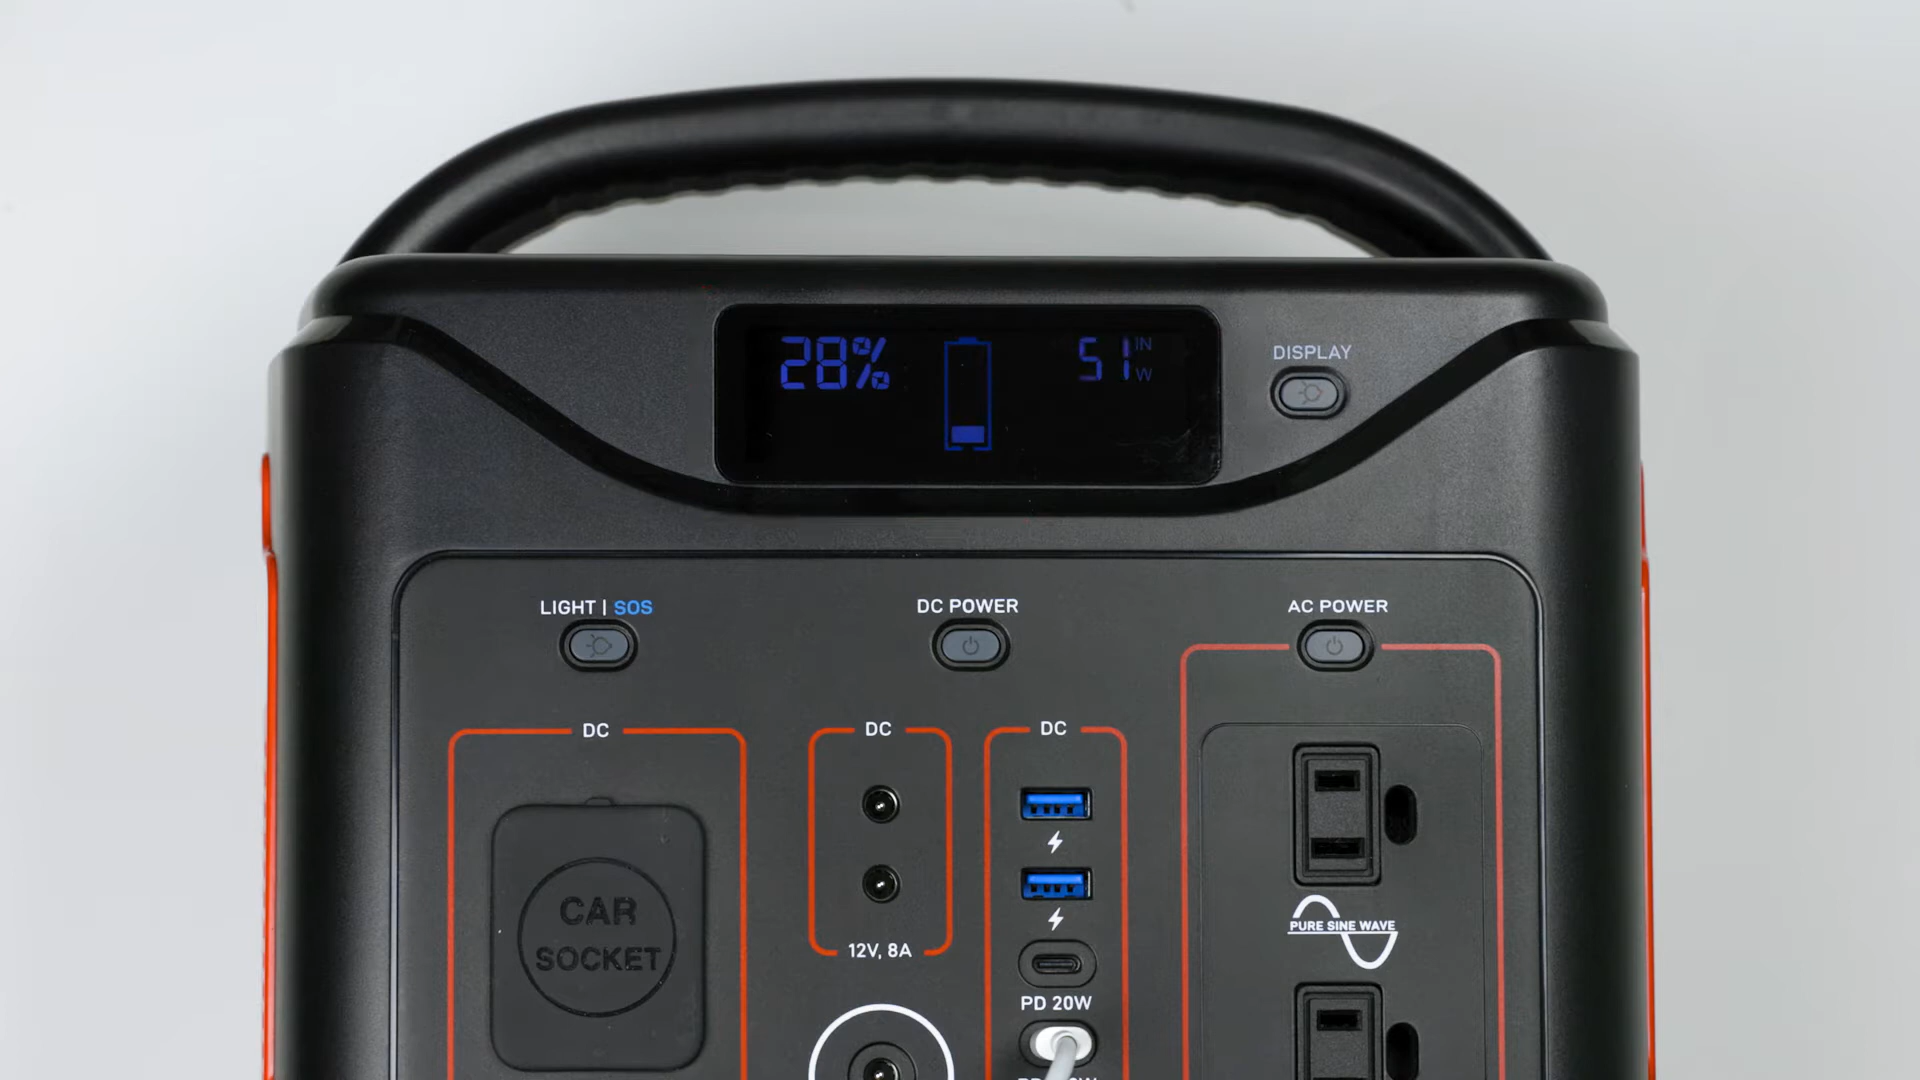 28%
51 IN
W
DISPLAY
LIGHT | SOS
DC POWER
AC POWER
DC
DC
DC
CAR
SOCKET
12V, 8A
PURE SINE WAVE
PD 20W